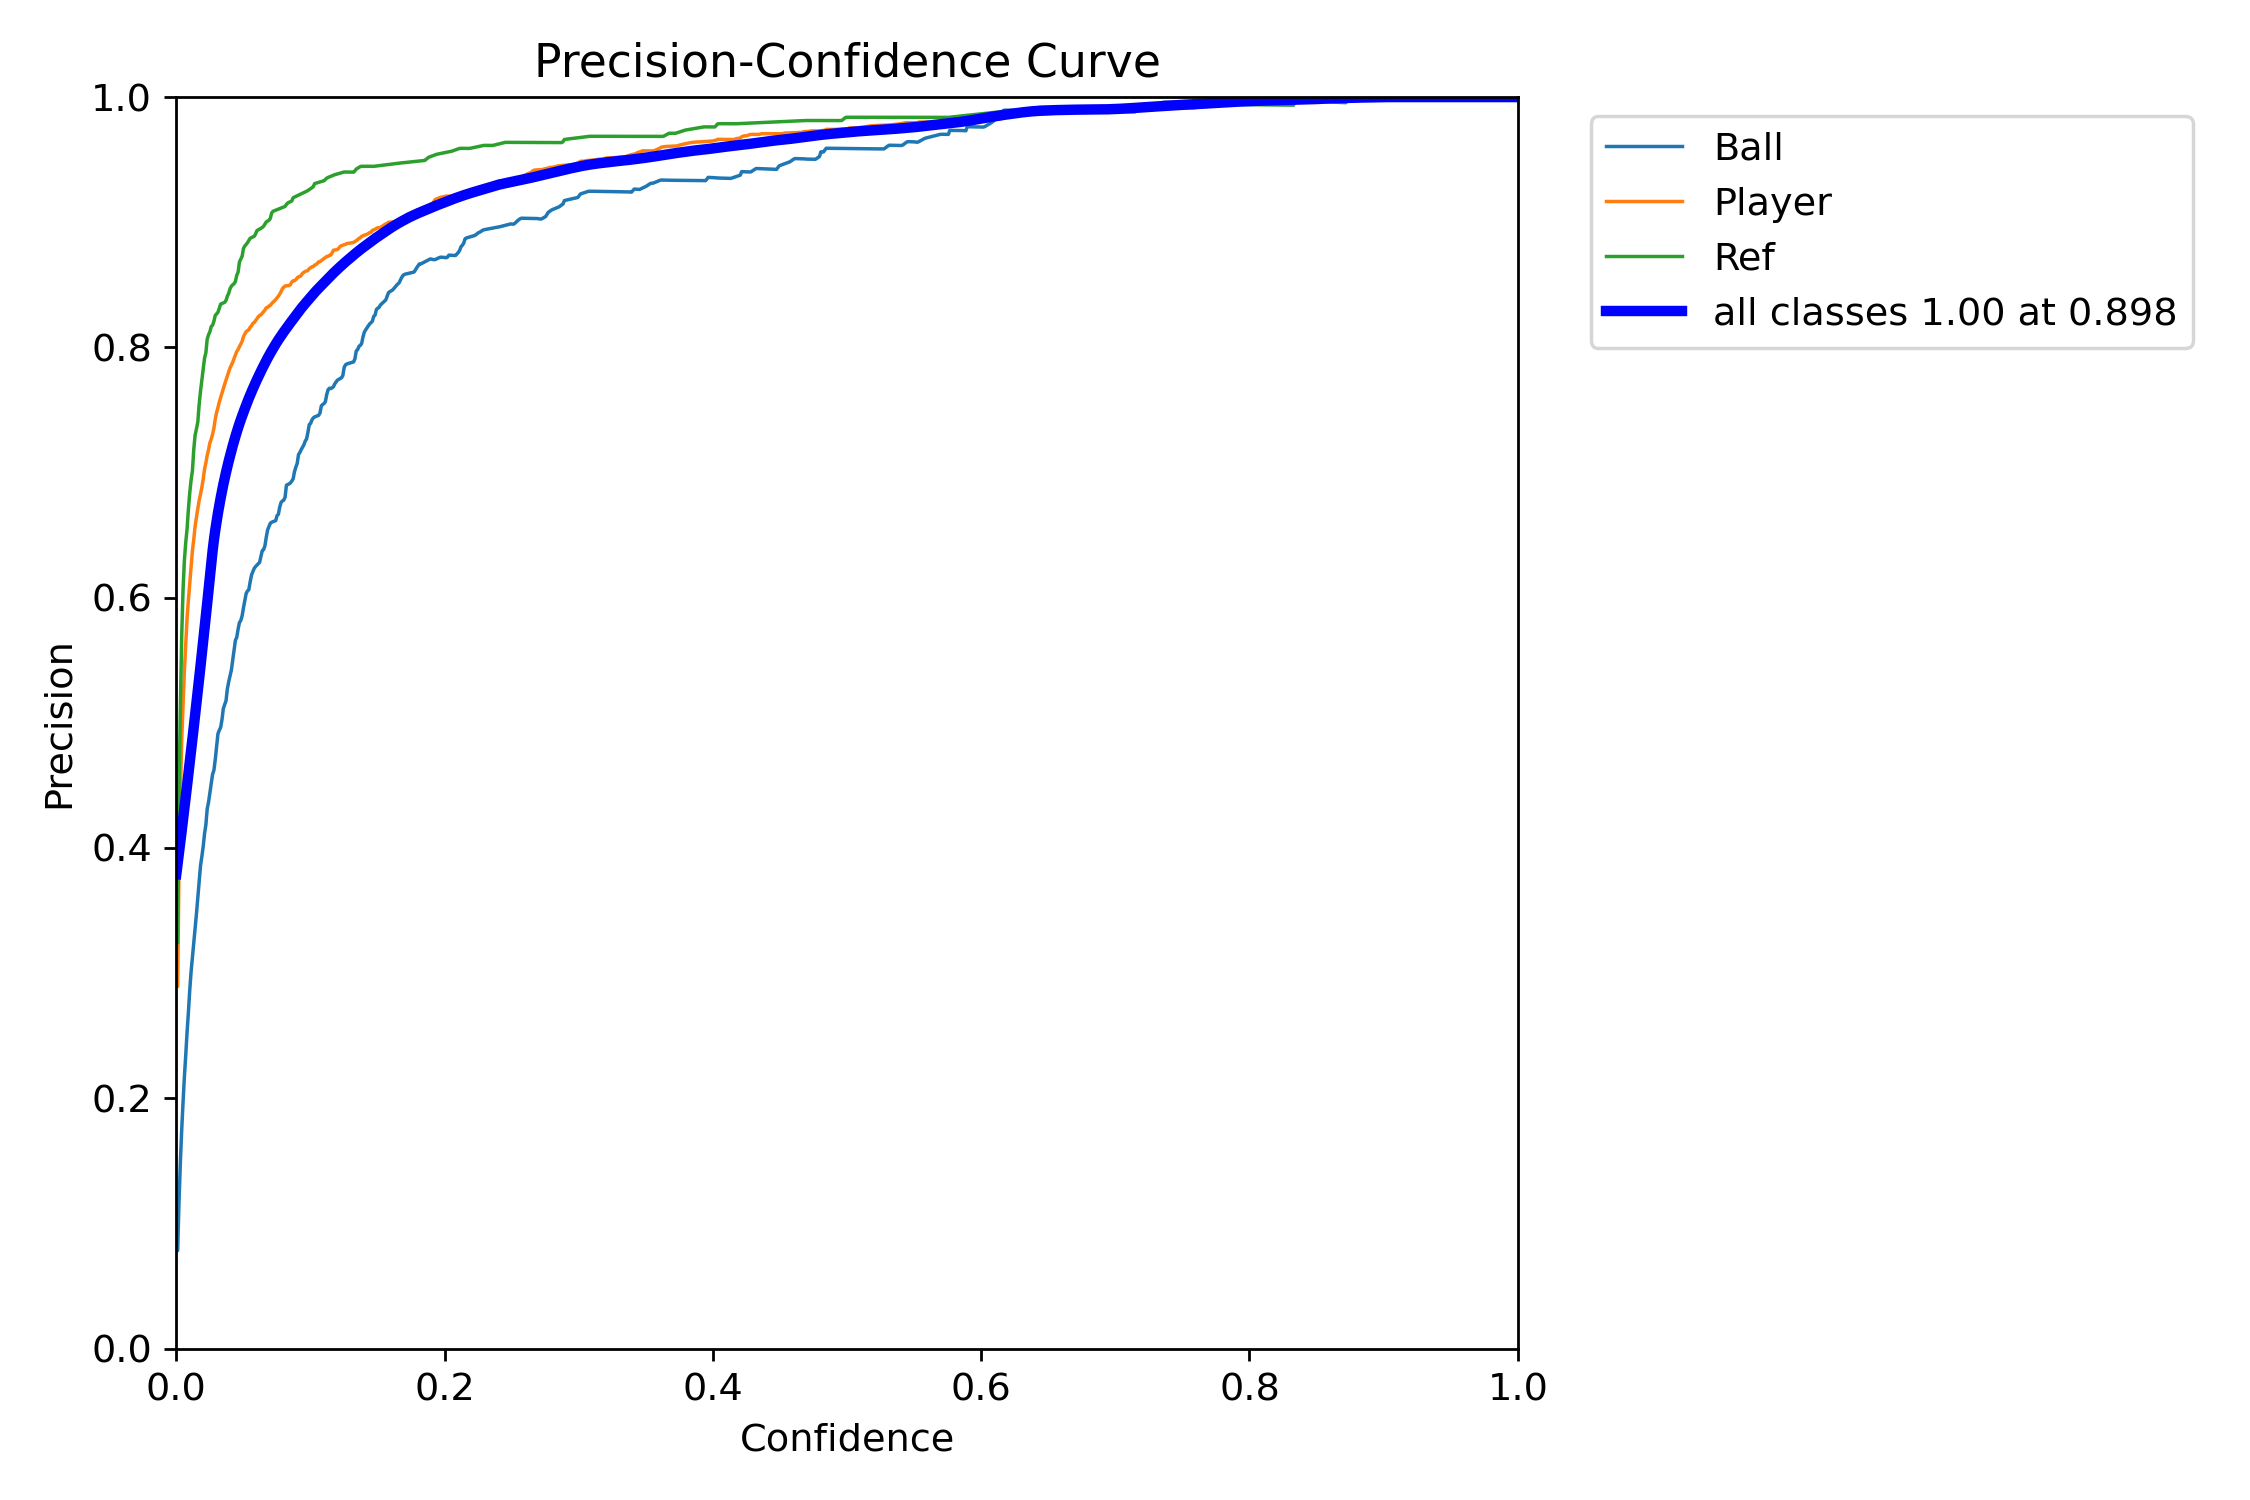 Precision-Confidence Curve
1.0
0.8
0.6
0.4
0.2
0.0
Precision
0.0 0.2 0.4 0.6 0.8 1.0
Confidence
Ball
Player
Ref
all classes 1.00 at 0.898